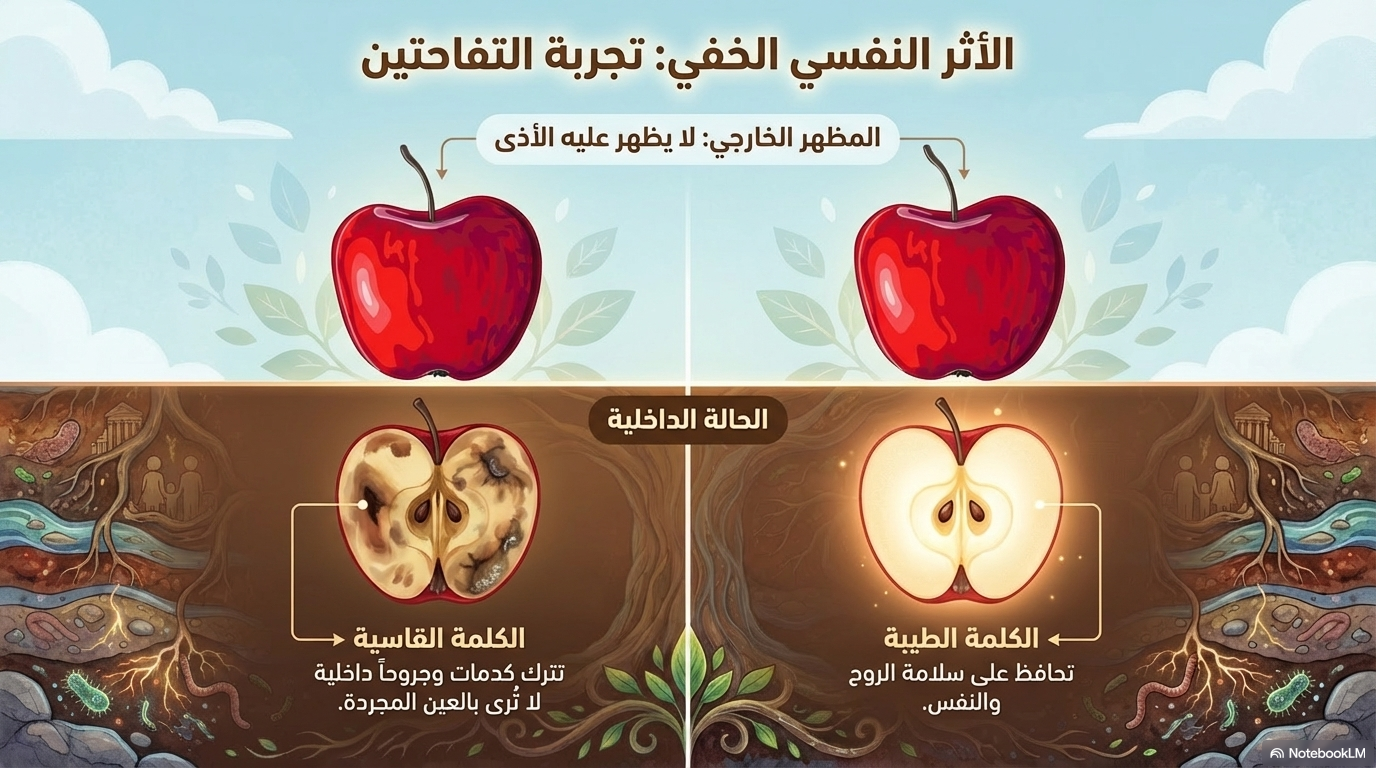 الأثر النفسي الخفي: تجربة التفاحتين
المظهر الخارجي: لا يظهر عليه الأذى
الحالة الداخلية
الكلمة الطيبة
تحافظ على سلامة الروح
والنفس.
الكلمة القاسية
تترك كدمات وجروحاً داخلية
لا تُرى بالعين المجردة.
NotebookLM